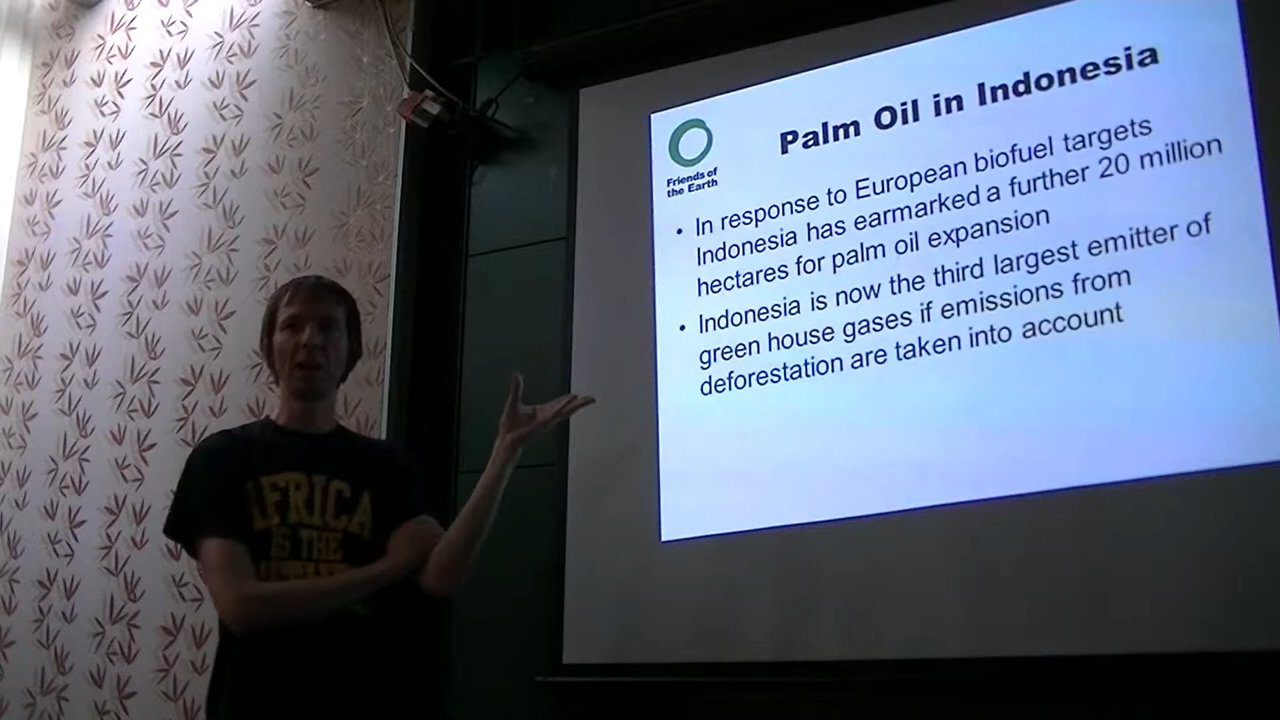 Palm Oil in Indonesia
Friends of
the Earth
• In response to European biofuel targets
Indonesia has earmarked a further 20 million
hectares for palm oil expansion
• Indonesia is now the third largest emitter of
green house gases if emissions from
deforestation are taken into account
AFRICA
IS THE